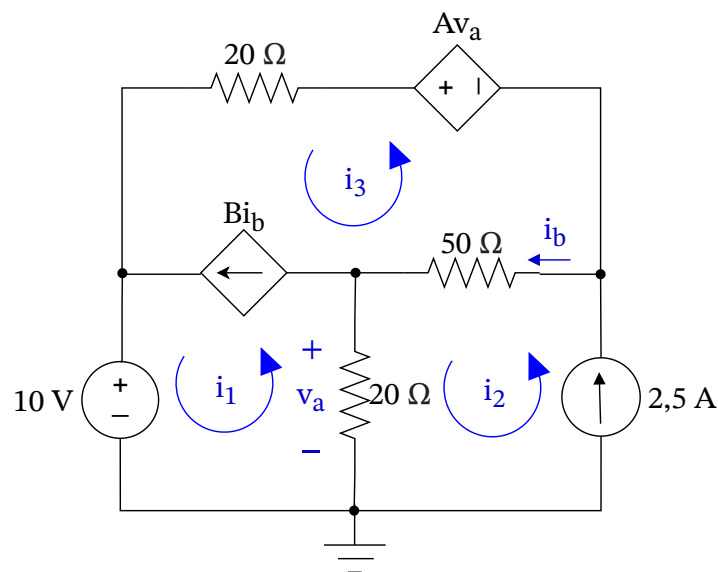 Av_a
20 Ω
+ –
i_3
Bi_b
50 Ω
i_b
+
10 V
+
–
i_1
v_a
20 Ω
i_2
2,5 A
–